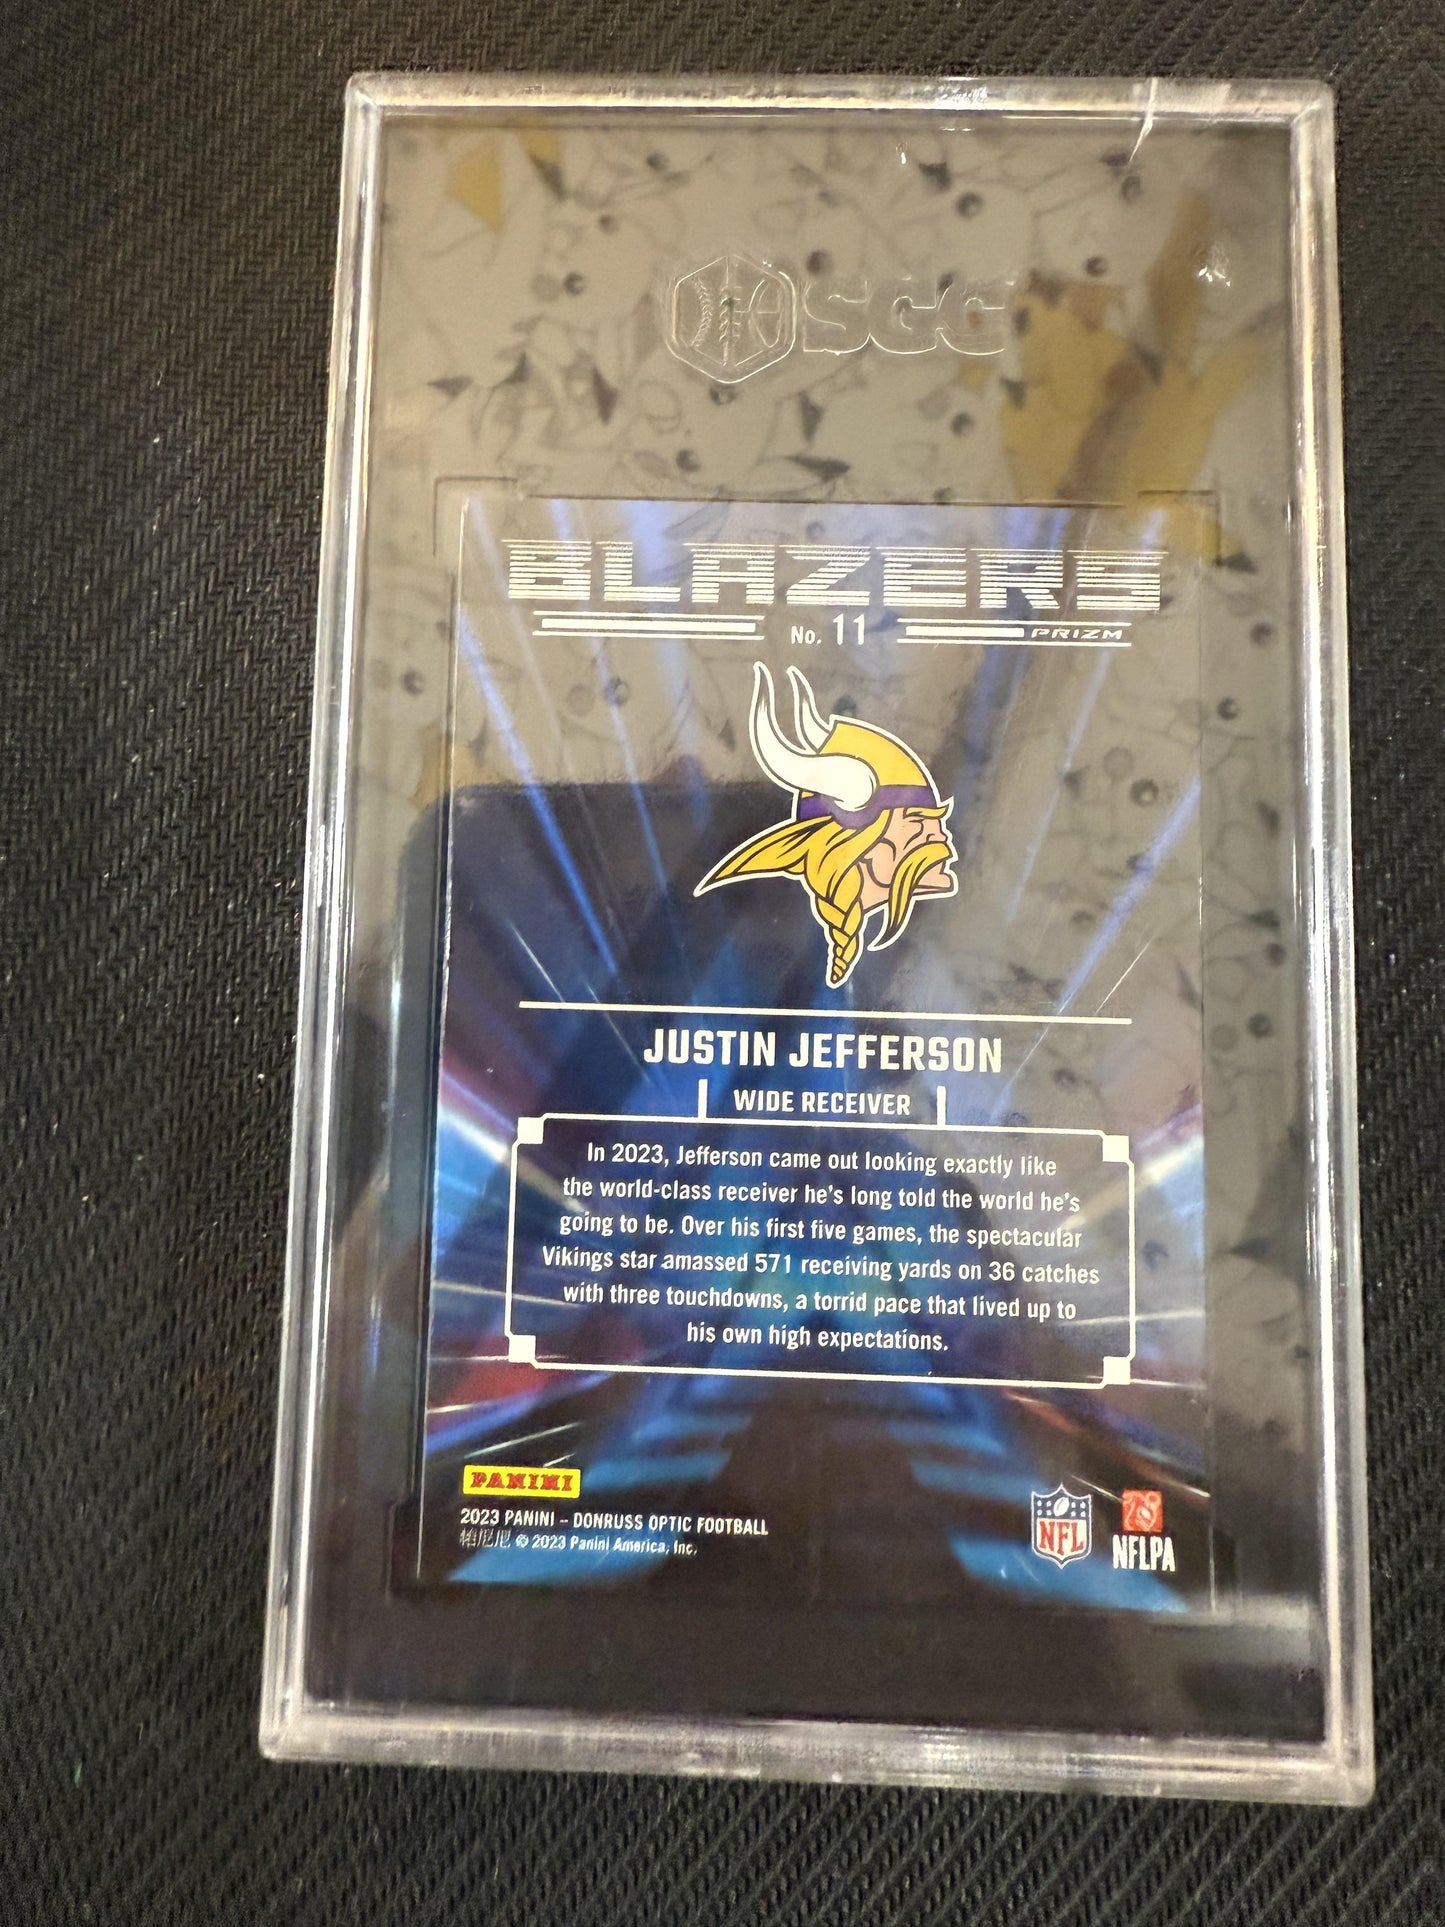 SGC
BLAZERS
No. 11
PRIZM
JUSTIN JEFFERSON
WIDE RECEIVER
In 2023, Jefferson came out looking exactly like
the world-class receiver he's long told the world he's
going to be. Over his first five games, the spectacular
Vikings star amassed 571 receiving yards on 36 catches
with three touchdowns, a torrid pace that lived up to
his own high expectations.
PANINI
2023 PANINI – DONRUSS OPTIC FOOTBALL
帕尼尼 © 2023 Panini America, Inc.
NFL
NFLPA